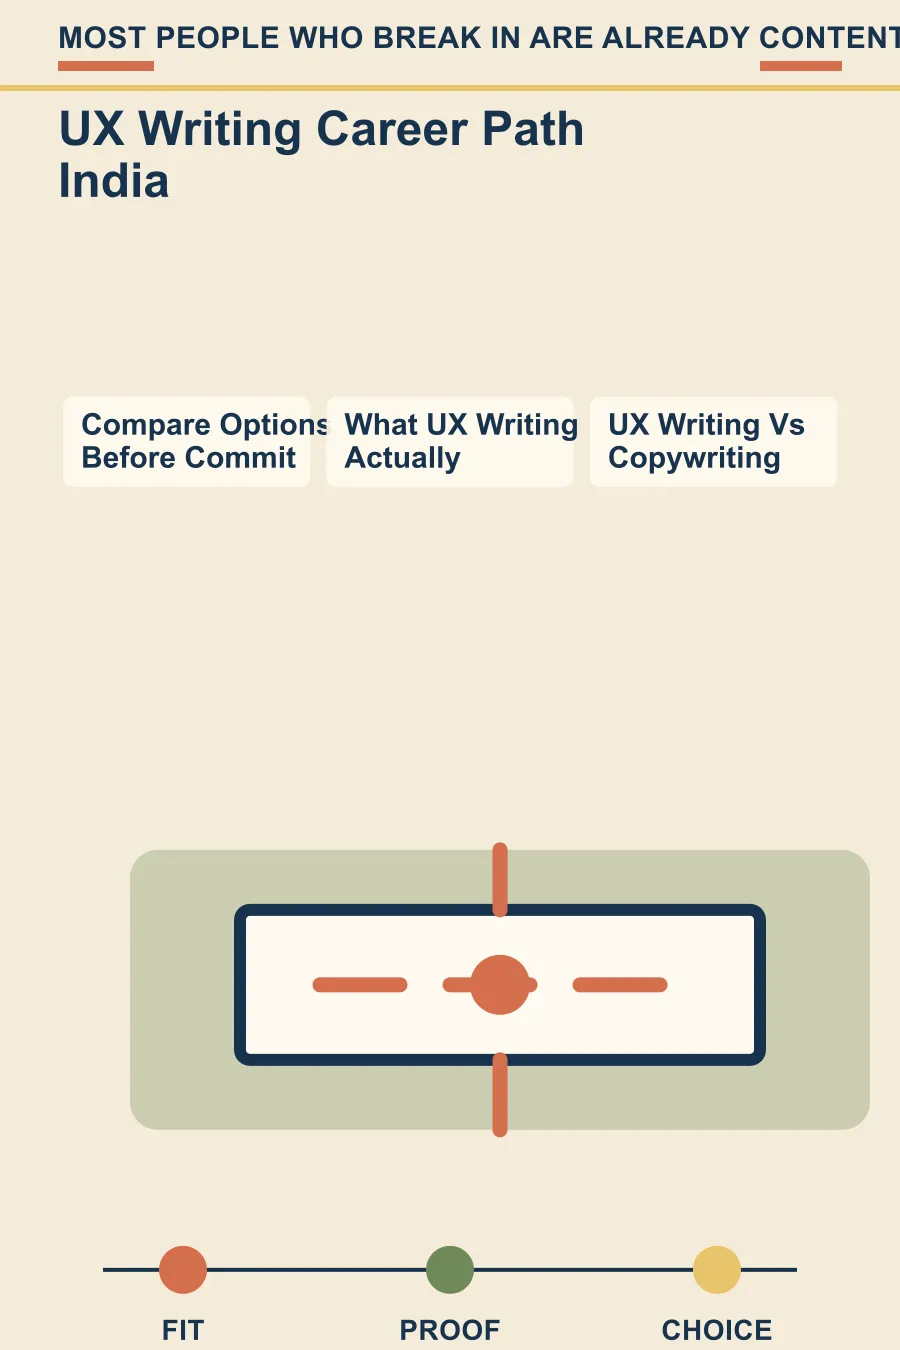 MOST PEOPLE WHO BREAK IN ARE ALREADY CONTENT
UX Writing Career Path
India
Compare Options
Before Commit
What UX Writing
Actually
UX Writing Vs
Copywriting
FIT
PROOF
CHOICE